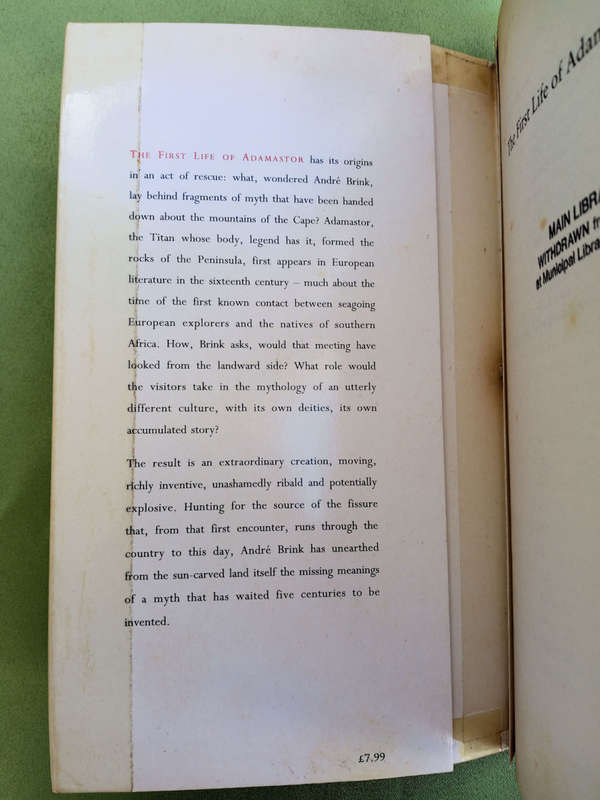 THE FIRST LIFE OF ADAMASTOR has its origins
in an act of rescue: what, wondered André Brink,
lay behind fragments of myth that have been handed
down about the mountains of the Cape? Adamastor,
the Titan whose body, legend has it, formed the
rocks of the Peninsula, first appears in European
literature in the sixteenth century – much about the
time of the first known contact between seagoing
European explorers and the natives of southern
Africa. How, Brink asks, would that meeting have
looked from the landward side? What role would
the visitors take in the mythology of an utterly
different culture, with its own deities, its own
accumulated story?
The result is an extraordinary creation, moving,
richly inventive, unashamedly ribald and potentially
explosive. Hunting for the source of the fissure
that, from that first encounter, runs through the
country to this day, André Brink has unearthed
from the sun-carved land itself the missing meanings
of a myth that has waited five centuries to be
invented.
£7.99
The First Life of Adam
MAIN LIBRA
WITHDRAWN fr
at Municipal Libra